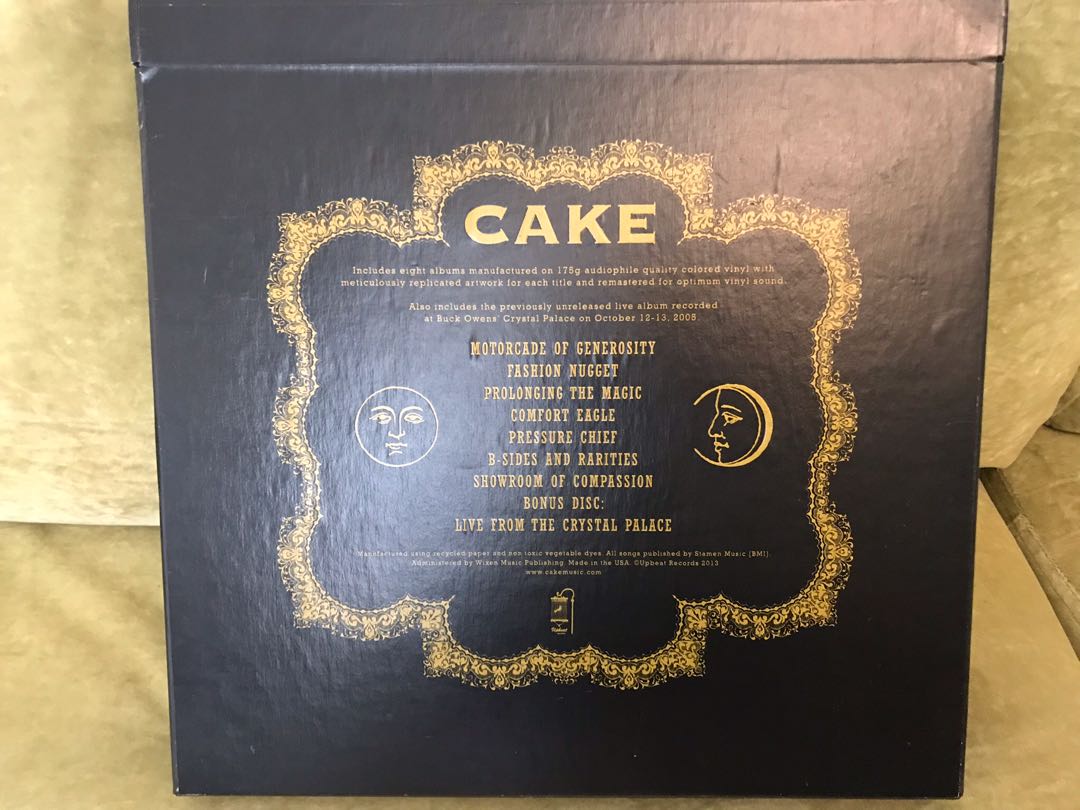 CAKE
Includes eight albums manufactured on 175g audiophile quality colored vinyl with
meticulously replicated artwork for each title and remastered for optimum vinyl sound.
Also includes the previously unreleased live album recorded
at Buck Owens' Crystal Palace on October 12-13, 2005.
MOTORCADE OF GENEROSITY
FASHION NUGGET
PROLONGING THE MAGIC
COMFORT EAGLE
PRESSURE CHIEF
B-SIDES AND RARITIES
SHOWROOM OF COMPASSION
BONUS DISC:
LIVE FROM THE CRYSTAL PALACE
Manufactured using recycled paper and non toxic vegetable dyes. All songs published by Stamen Music [BMI].
Administered by Wixen Music Publishing. Made in the USA. ©Upbeat Records 2013
www.cakemusic.com
Upbeat